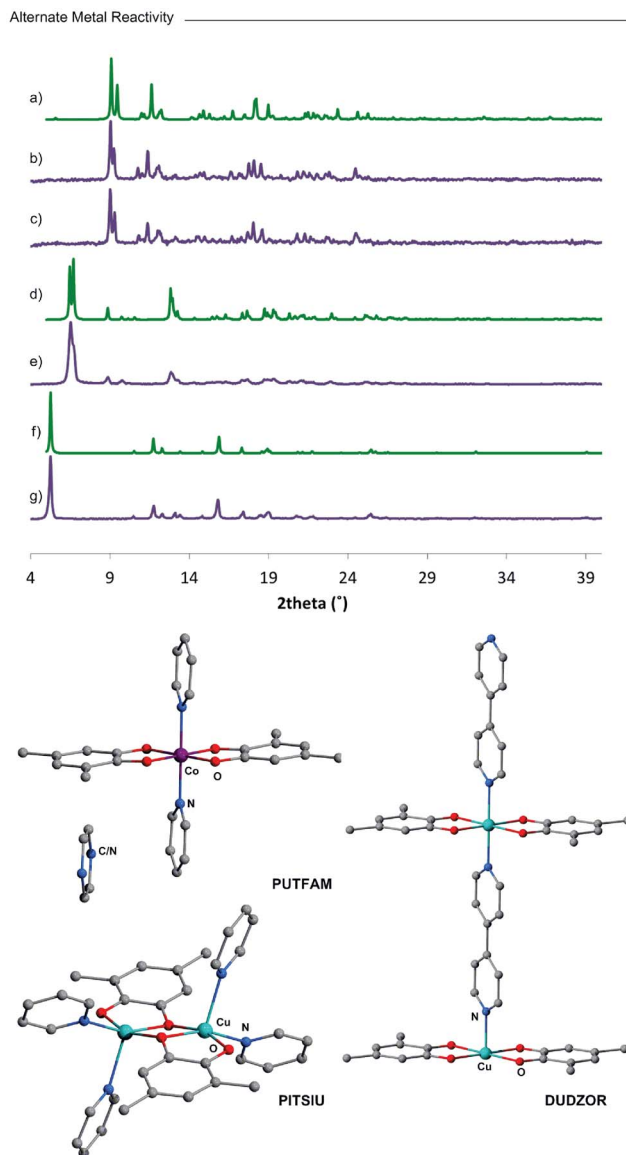 Alternate Metal Reactivity
a)
b)
c)
d)
e)
f)
g)
4 9 14 19 24 29 34 39
2theta (˚)
Co
O
N
C/N
PUTFAM
Cu
N
O
PITSIU
N
Cu
O
DUDZOR